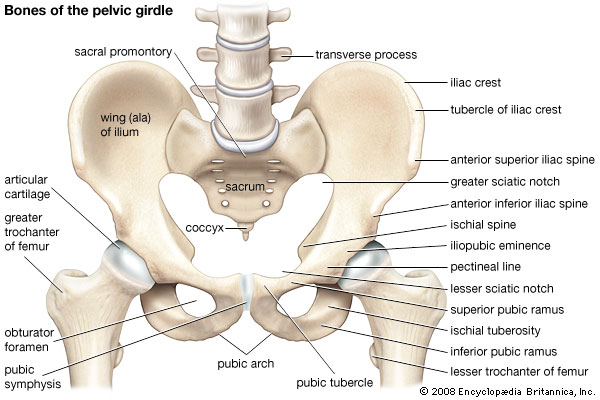 Bones of the pelvic girdle
sacral promontory
transverse process
iliac crest
wing (ala)
of ilium
tubercle of iliac crest
anterior superior iliac spine
articular
cartilage
sacrum
greater sciatic notch
anterior inferior iliac spine
greater
trochanter
of femur
coccyx
ischial spine
iliopubic eminence
pectineal line
lesser sciatic notch
superior pubic ramus
obturator
foramen
ischial tuberosity
pubic arch
inferior pubic ramus
pubic
symphysis
pubic tubercle
lesser trochanter of femur
© 2008 Encyclopædia Britannica, Inc.